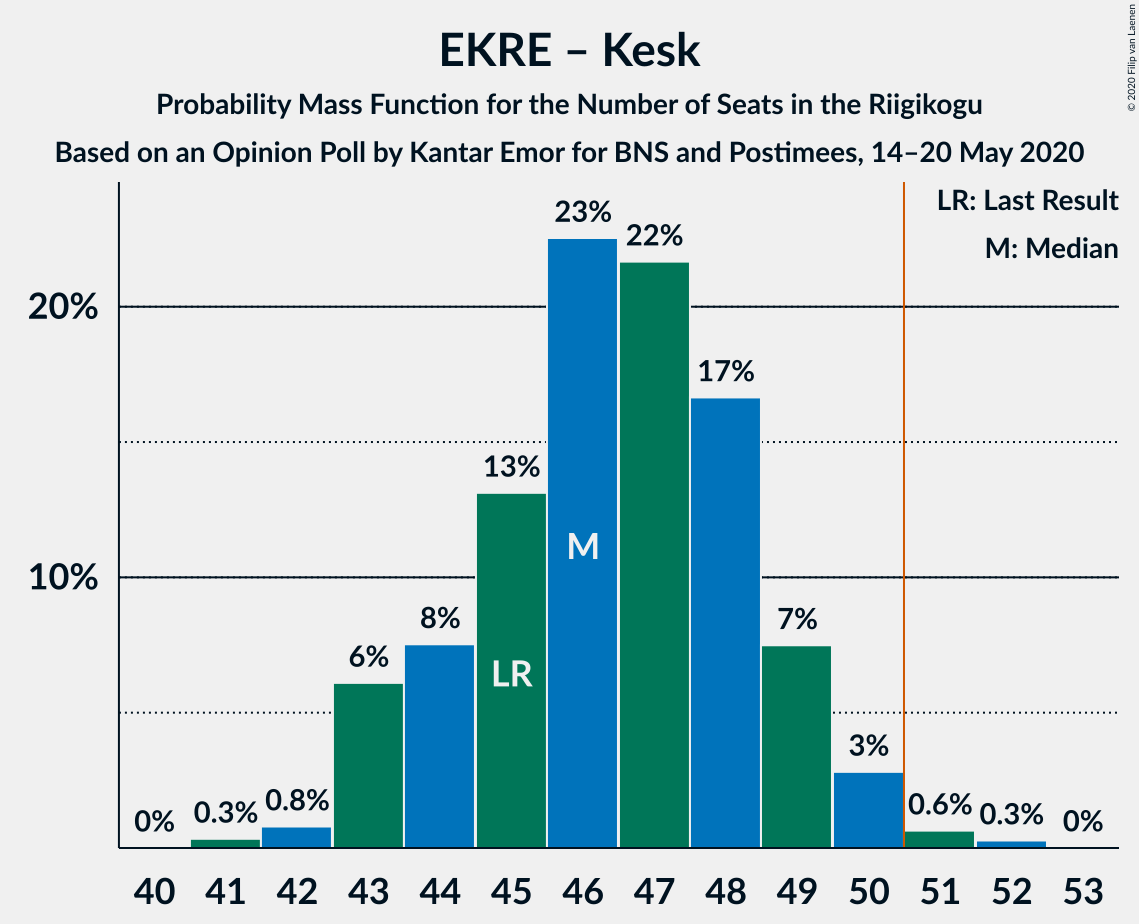 EKRE – Kesk
Probability Mass Function for the Number of Seats in the Riigikogu
Based on an Opinion Poll by Kantar Emor for BNS and Postimees, 14–20 May 2020
© 2020 Filip van Laenen
LR: Last Result
M: Median
20%
10%
0%
0.3%
0.8%
6%
8%
13%
23%
22%
17%
7%
3%
0.6%
0.3%
0%
LR
M
40 41 42 43 44 45 46 47 48 49 50 51 52 53